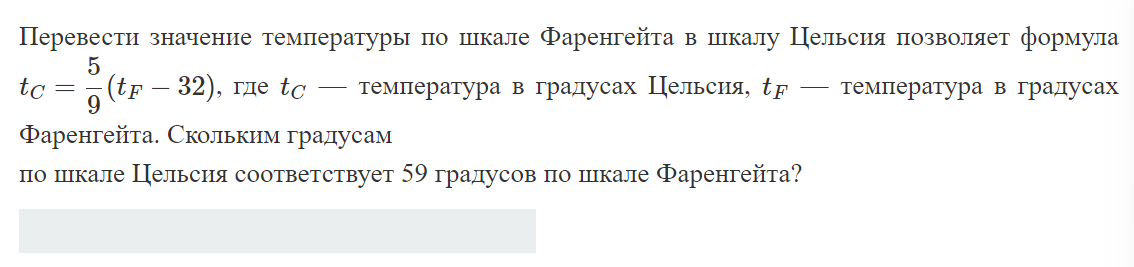 Перевести значение температуры по шкале Фаренгейта в шкалу Цельсия позволяет формула
t_C = \frac{5}{9}(t_F − 32), где t_C — температура в градусах Цельсия, t_F — температура в градусах
Фаренгейта. Скольким градусам
по шкале Цельсия соответствует 59 градусов по шкале Фаренгейта?